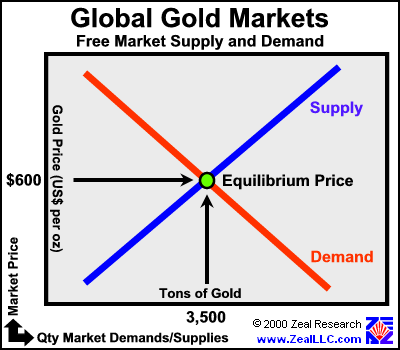 Global Gold Markets
Free Market Supply and Demand
Gold Price (US$ per oz)
Supply
$600
Equilibrium Price
Demand
Tons of Gold
3,500
Market Price
Qty Market Demands/Supplies
© 2000 Zeal Research
www.ZealLLC.com
ZE